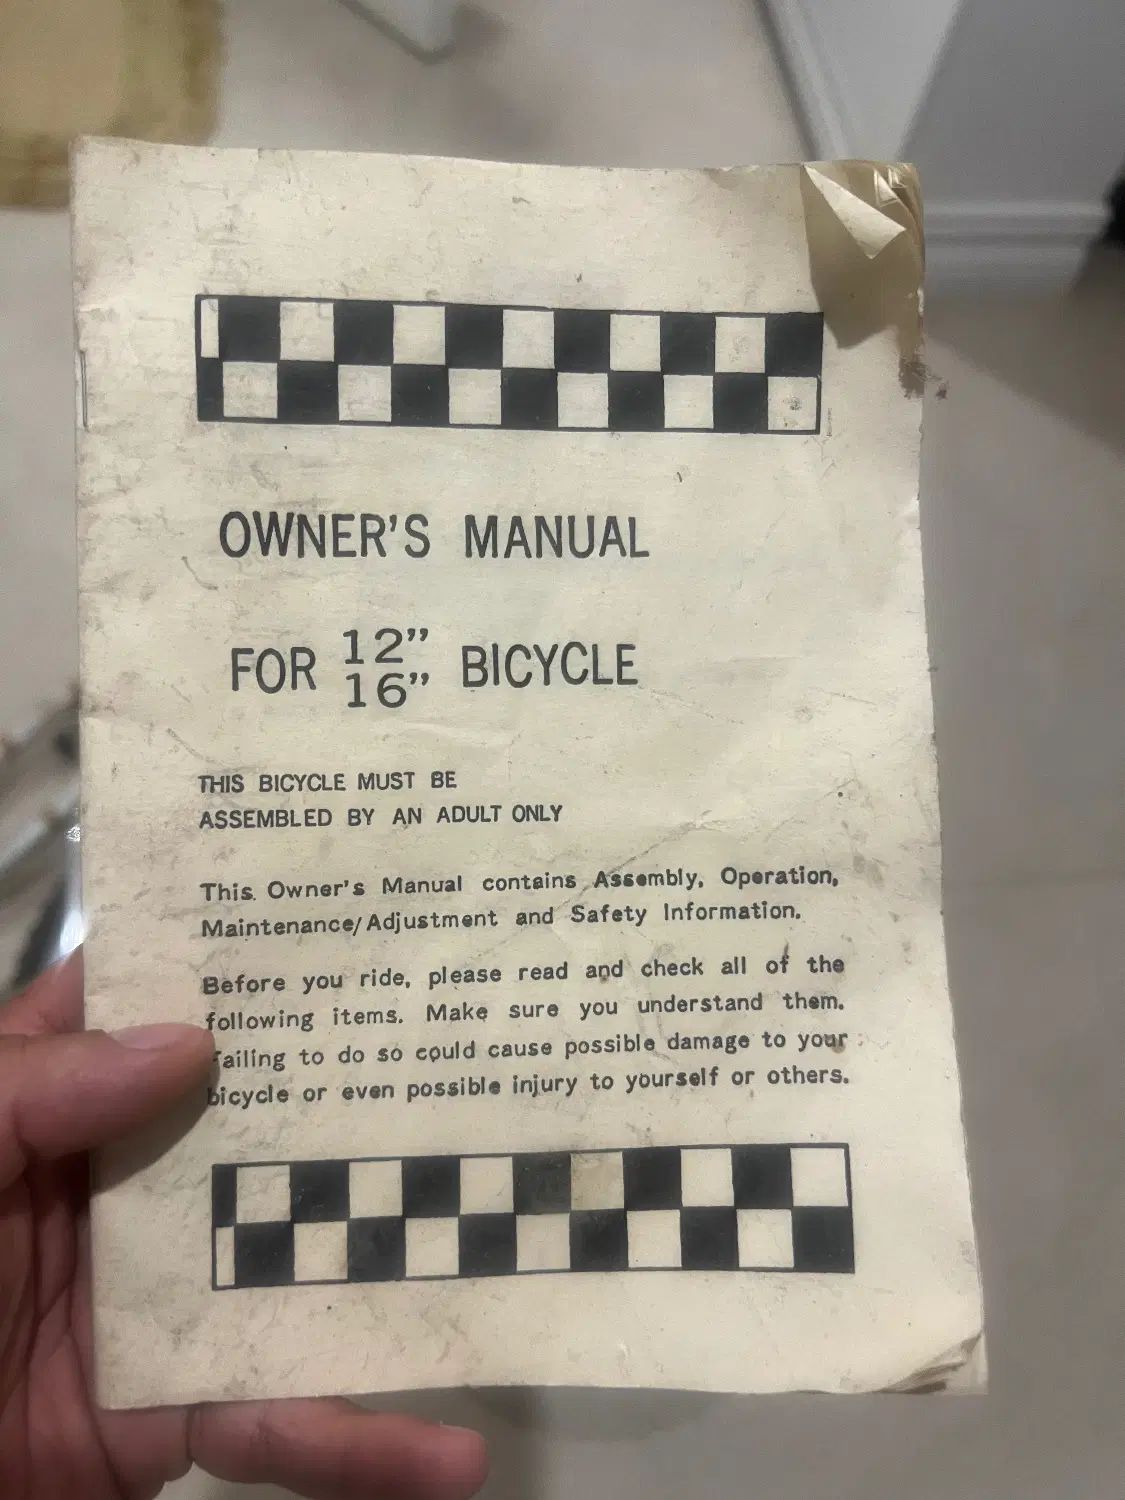 OWNER'S MANUAL
FOR 12" 16" BICYCLE
THIS BICYCLE MUST BE
ASSEMBLED BY AN ADULT ONLY
This. Owner's Manual contains Assembly, Operation,
Maintenance/Adjustment and Safety Information.
Before you ride, please read and check all of the
following items. Make sure you understand them.
failing to do so could cause possible damage to your
bicycle or even possible injury to yourself or others.